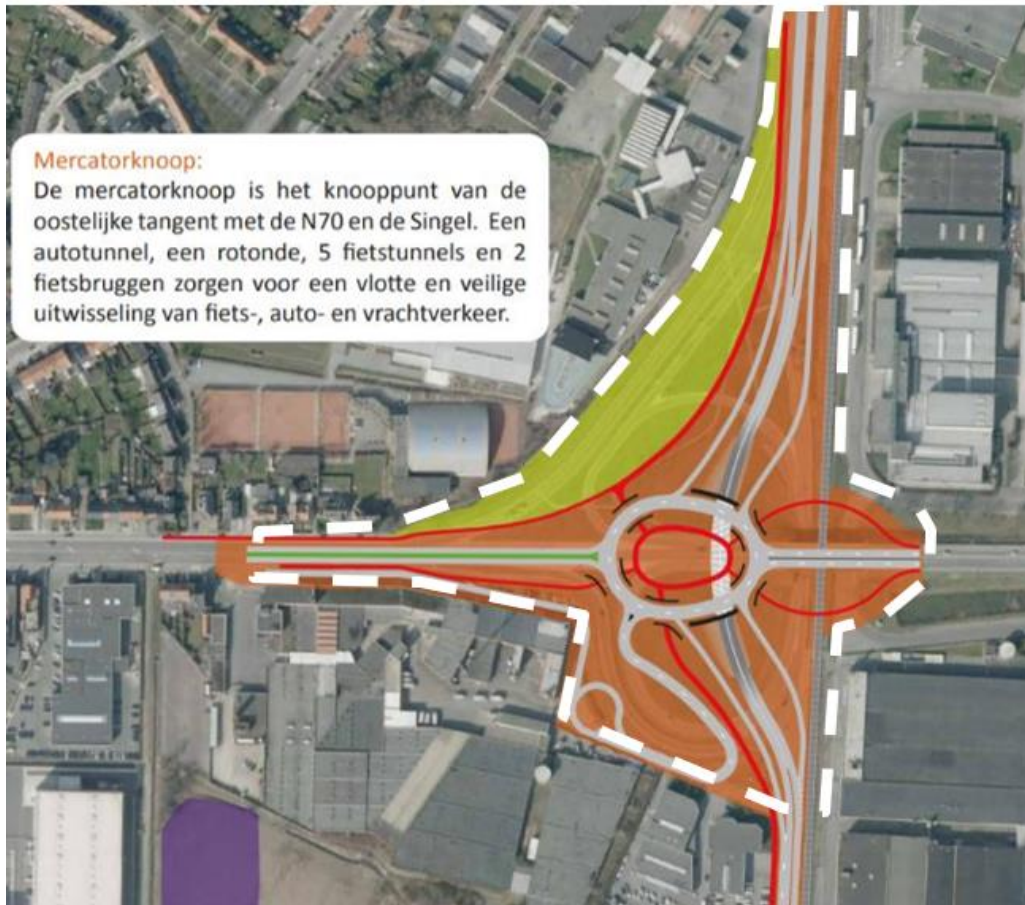 Mercatorknoop:
De mercatorknoop is het knooppunt van de
oostelijke tangent met de N70 en de Singel. Een
autotunnel, een rotonde, 5 fietstunnels en 2
fietsbruggen zorgen voor een vlotte en veilige
uitwisseling van fiets-, auto- en vrachtverkeer.